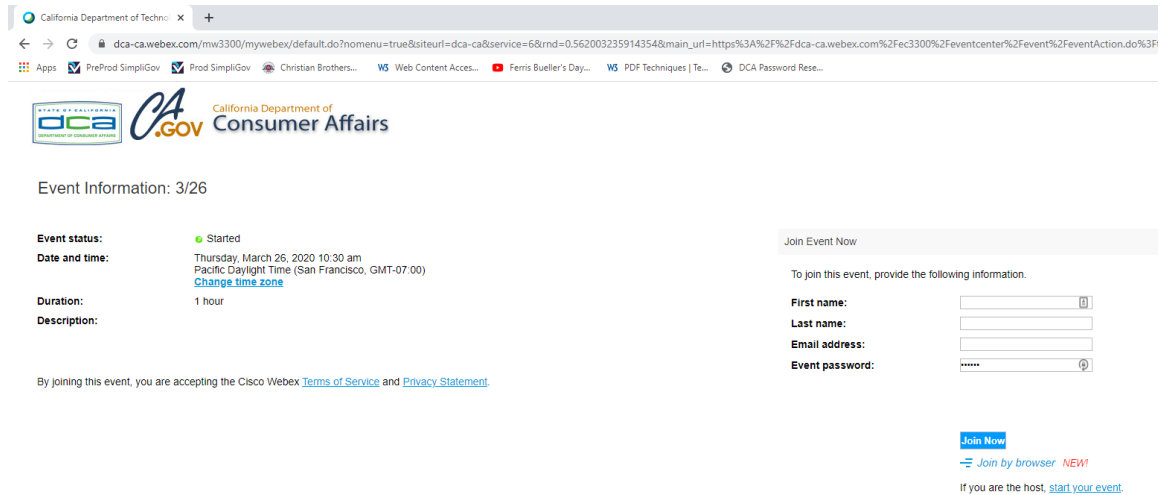 California Department of Techno
dca-ca.webex.com/mw3300/mywebex/default.do?nomenu=true&siteurl=dca-ca&service=6&rnd=0.562003235914354&main_url=https%3A%2F%2Fdca-ca.webex.com%2Fec3300%2Feventcenter%2Fevent%2FeventAction.do%3Ft
Apps PreProd SimpliGov Prod SimpliGov Christian Brothers... W3 Web Content Acces... Ferris Bueller's Day... W3 PDF Techniques | Te... DCA Password Rese...
STATE OF CALIFORNIA
dca
DEPARTMENT OF CONSUMER AFFAIRS
CA
.GOV
California Department of
Consumer Affairs
Event Information: 3/26
Event status: Started
Date and time: Thursday, March 26, 2020 10:30 am
Pacific Daylight Time (San Francisco, GMT-07:00)
Change time zone
Duration: 1 hour
Description:
By joining this event, you are accepting the Cisco Webex Terms of Service and Privacy Statement.
Join Event Now
To join this event, provide the following information.
First name:
Last name:
Email address:
Event password: ••••••
Join Now
Join by browser NEW!
If you are the host, start your event.